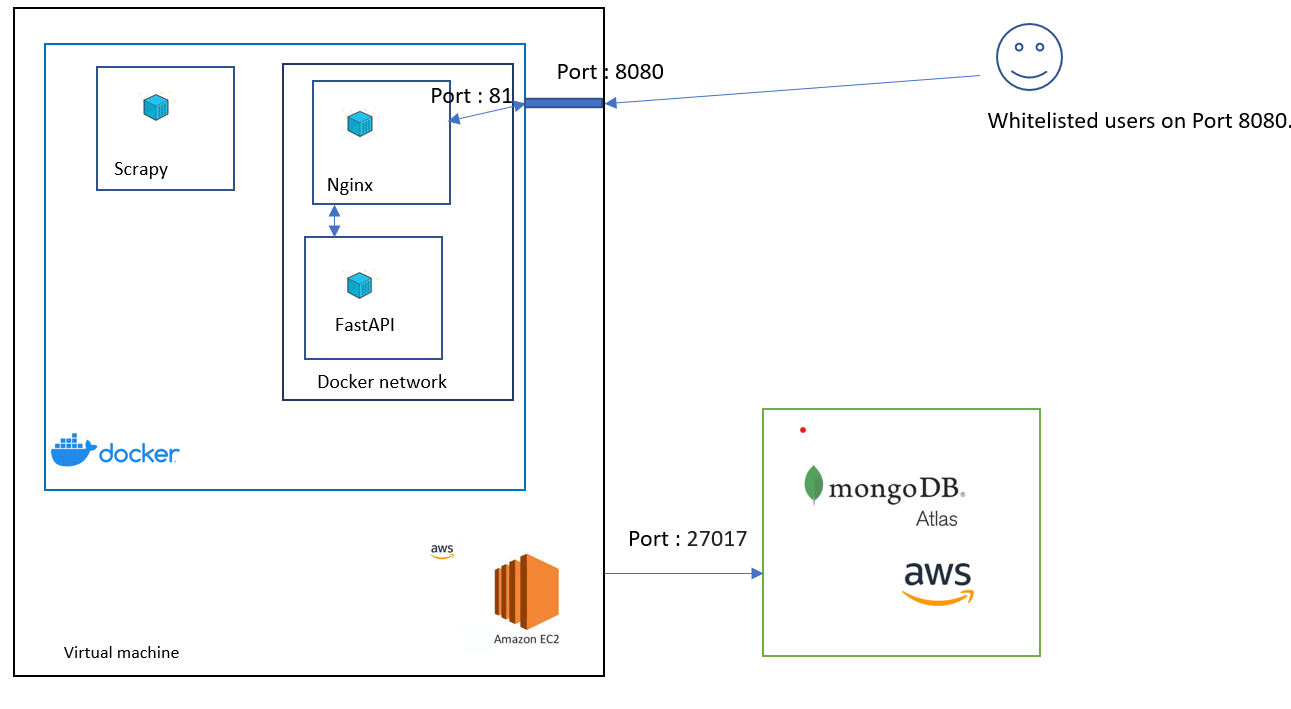 Port : 8080
Port : 81
Whitelisted users on Port 8080.
Scrapy
Nginx
FastAPI
Docker network
docker
mongoDB®
Atlas
Port : 27017
aws
aws
Amazon EC2
Virtual machine